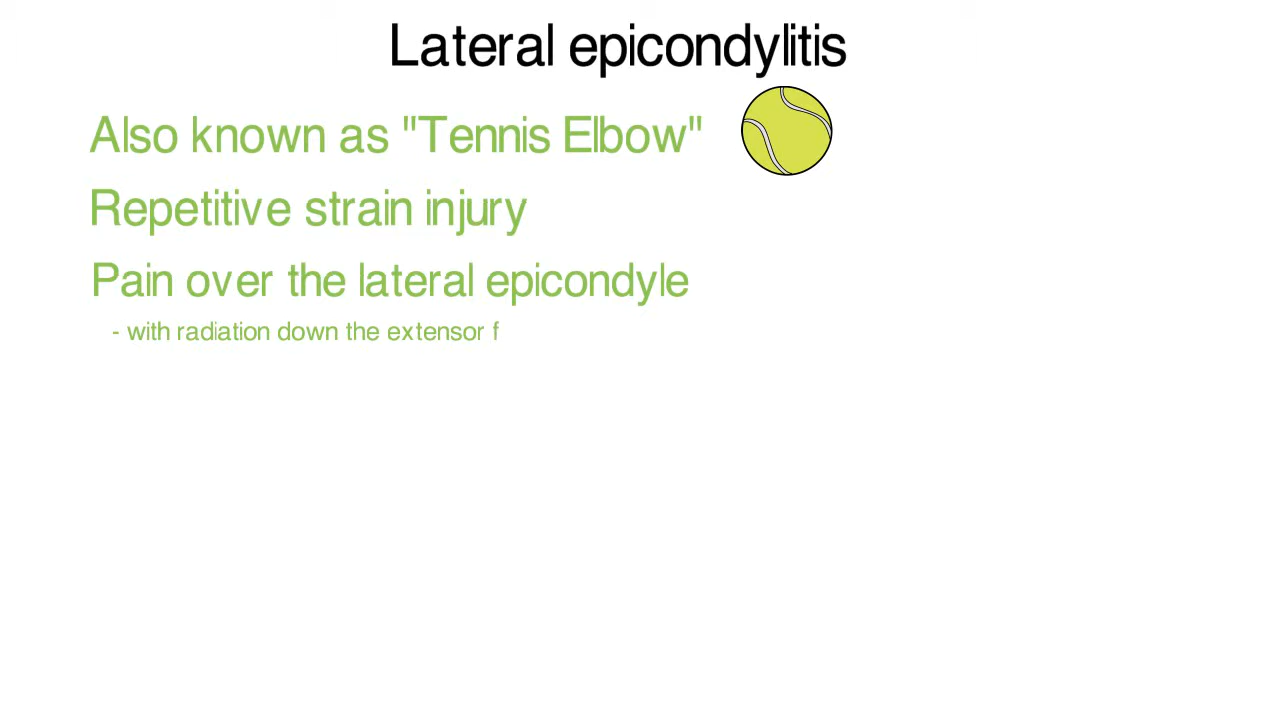 Lateral epicondylitis
Also known as "Tennis Elbow"
Repetitive strain injury
Pain over the lateral epicondyle
- with radiation down the extensor f